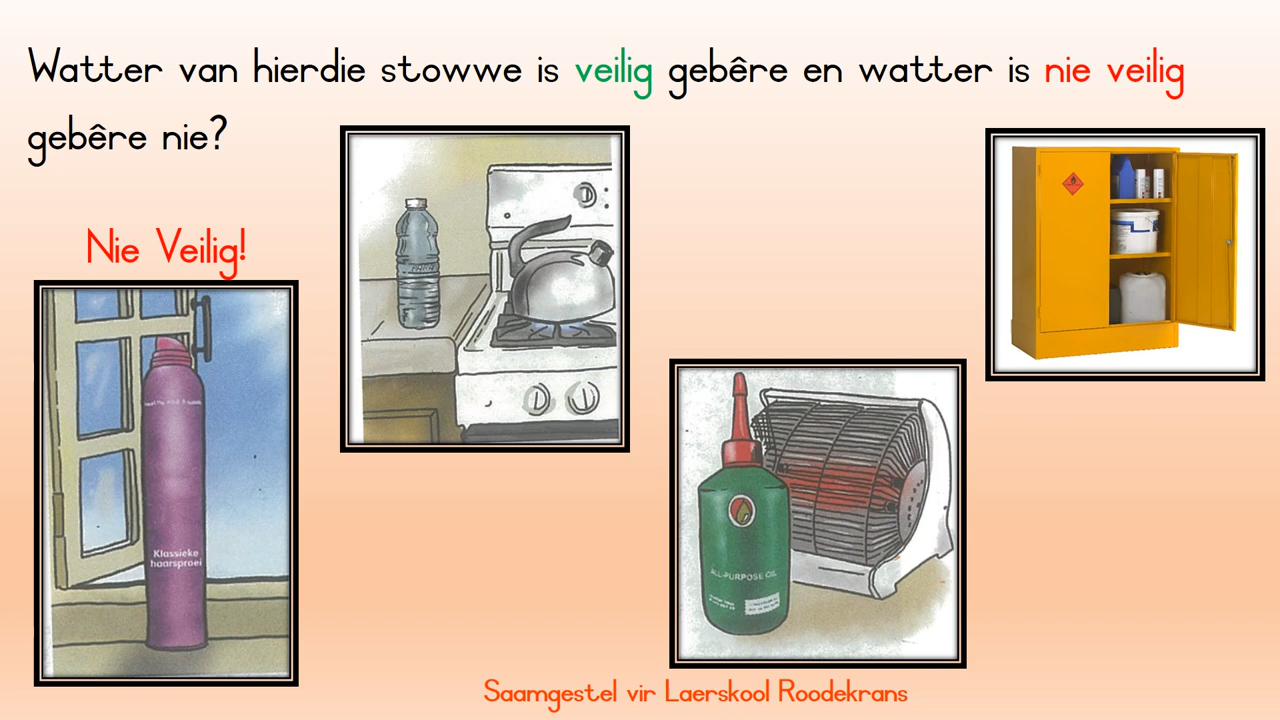 Watter van hierdie stowwe is veilig gebêre en watter is nie veilig
gebêre nie?
Nie Veilig!
Klassieke
haarsproei
ALL-PURPOSE OIL
Saamgestel vir Laerskool Roodekrans